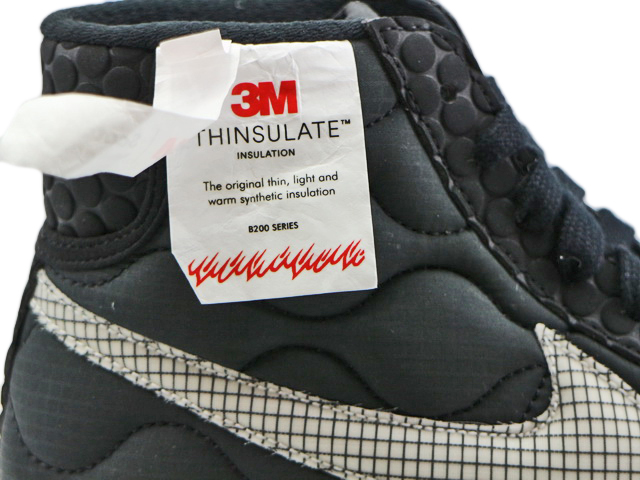 3M
THINSULATE™
INSULATION
The original thin, light and
warm synthetic insulation
B200 SERIES